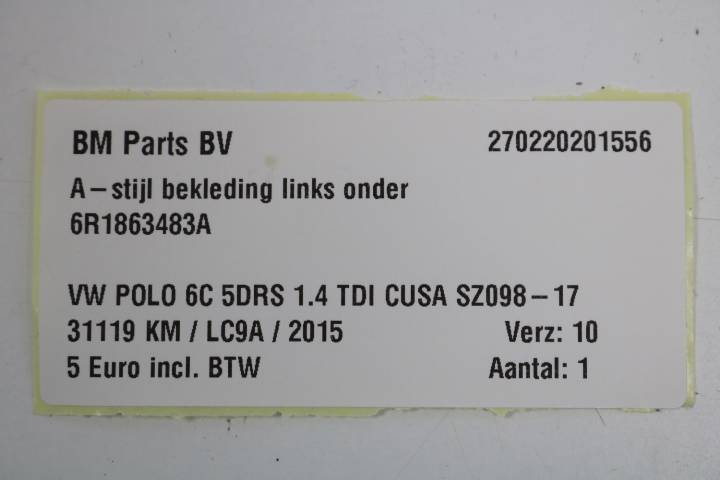 BM Parts BV 270220201556
A-stijl bekleding links onder
6R1863483A
VW POLO 6C 5DRS 1.4 TDI CUSA SZ098-17
31119 KM / LC9A / 2015 Verz: 10
5 Euro incl. BTW Aantal: 1